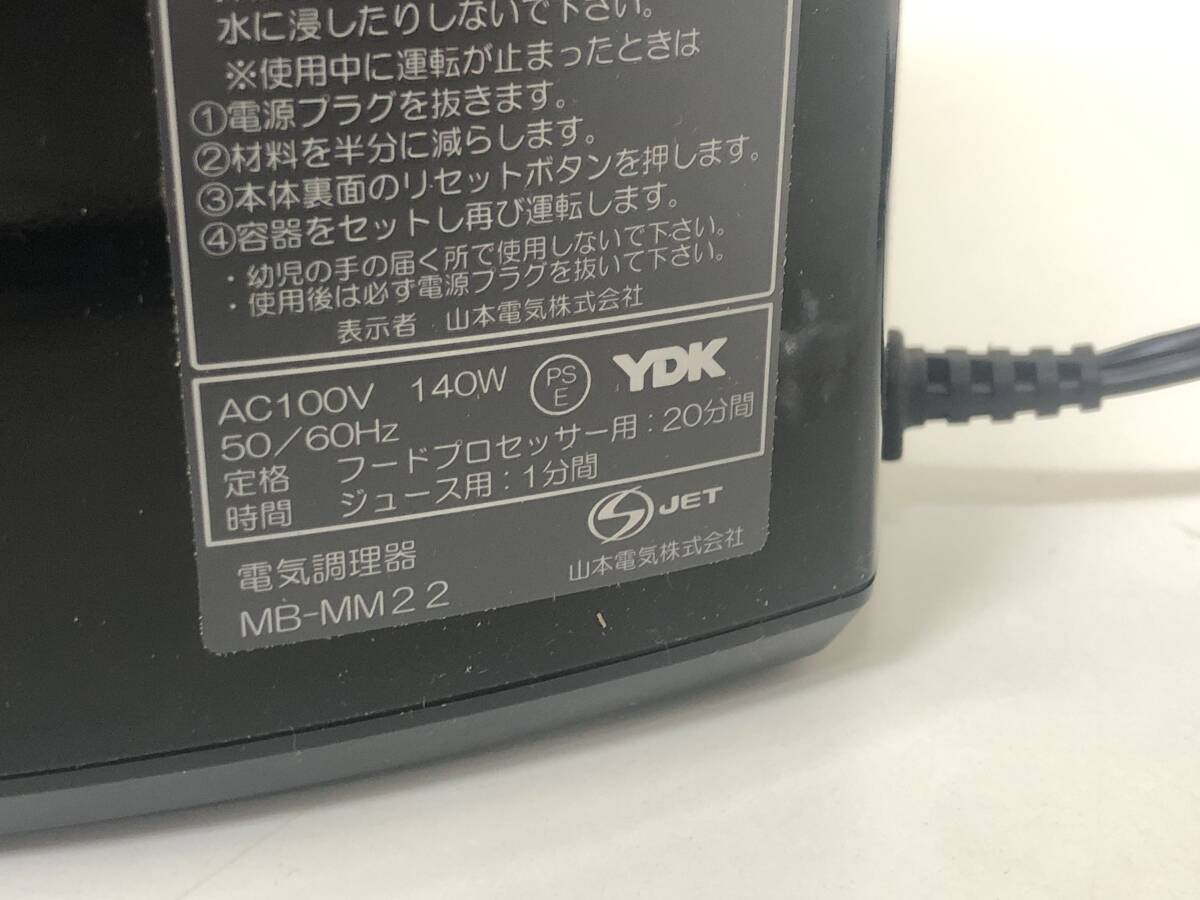 水に浸したりしないで下さい。
※使用中に運転が止まったときは
①電源プラグを抜きます。
②材料を半分に減らします。
③本体裏面のリセットボタンを押します。
④容器をセットし再び運転します。
・幼児の手の届く所で使用しないで下さい。
・使用後は必ず電源プラグを抜いて下さい。
表示者 山本電気株式会社
AC100V 140W PS E YDK
50/60Hz
定格 フードプロセッサー用:20分間
時間 ジュース用:1分間
JET
電気調理器 山本電気株式会社
MB-MM22